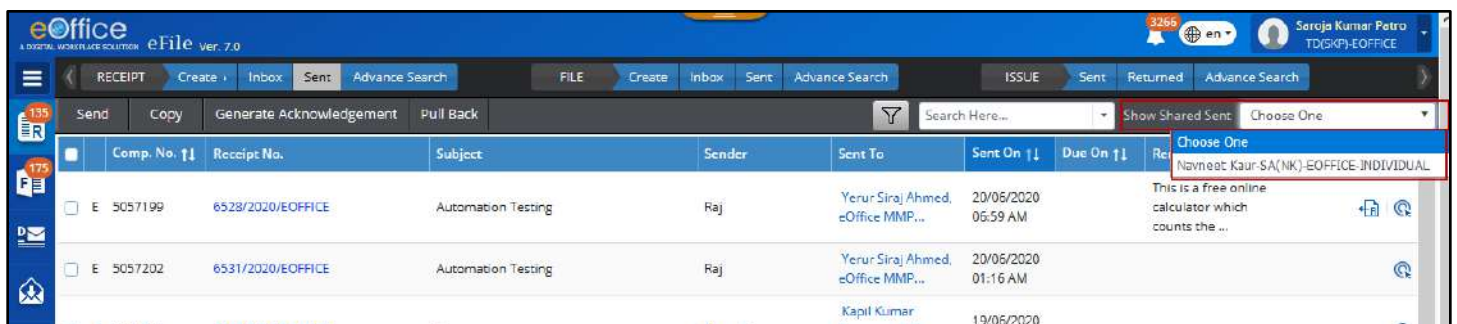 eOffice
A DIGITAL WORKPLACE SOLUTION eFile Ver. 7.0
3266 en Saroja Kumar Patro
TD(SKP)-EOFFICE
RECEIPT Create Inbox Sent Advance Search FILE Create Inbox Sent Advance Search ISSUE Sent Returned Advance Search
135 R Send Copy Generate Acknowledgement Pull Back Search Here... Show Shared Sent Choose One
Choose One
Navneet Kaur-SA(NK)-EOFFICE-INDIVIDUAL
Comp. No. Receipt No. Subject Sender Sent To Sent On Due On Re
175 F
E 5057199 6528/2020/EOFFICE Automation Testing Raj Yerur Siraj Ahmed, 20/06/2020 This is a free online
eOffice MMP... 06:59 AM calculator which
counts the ...
D
E 5057202 6531/2020/EOFFICE Automation Testing Raj Yerur Siraj Ahmed, 20/06/2020
eOffice MMP... 01:16 AM
Kapil Kumar 19/06/2020